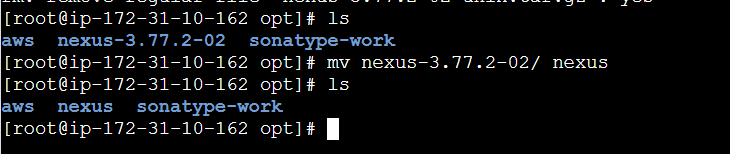 [root@ip-172-31-10-162 opt]# ls
aws  nexus-3.77.2-02  sonatype-work
[root@ip-172-31-10-162 opt]# mv nexus-3.77.2-02/ nexus
[root@ip-172-31-10-162 opt]# ls
aws  nexus  sonatype-work
[root@ip-172-31-10-162 opt]#